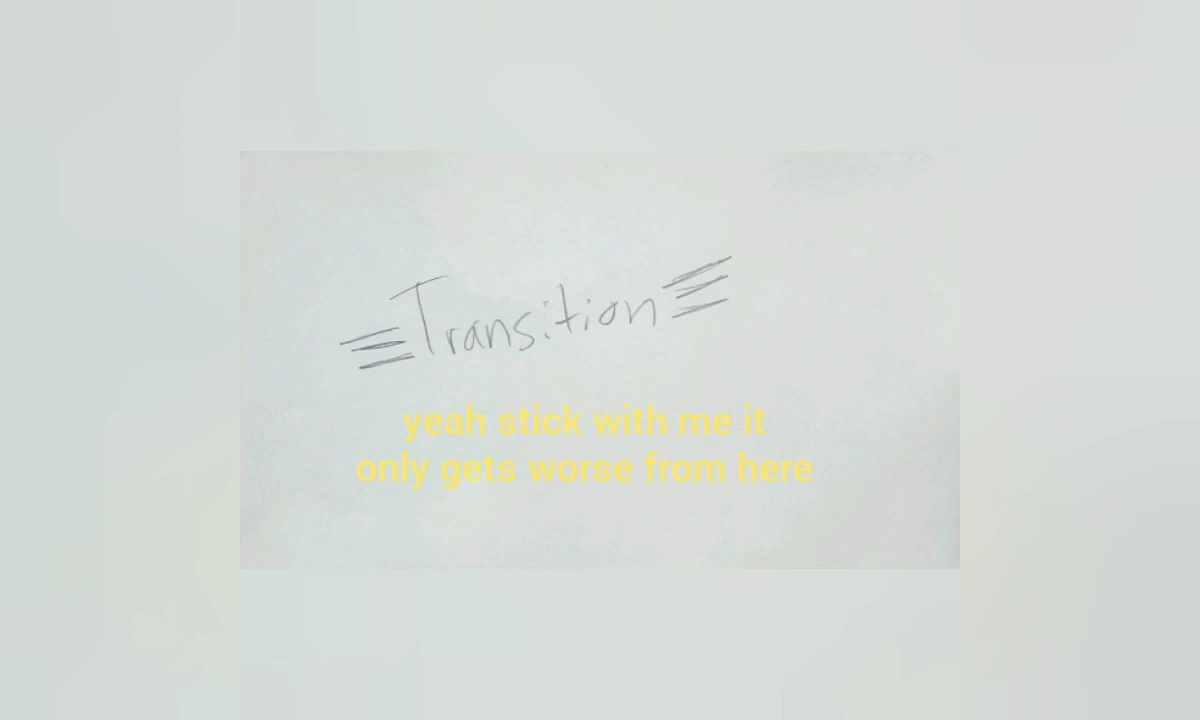 Transition
yeah stick with me it
only gets worse from here